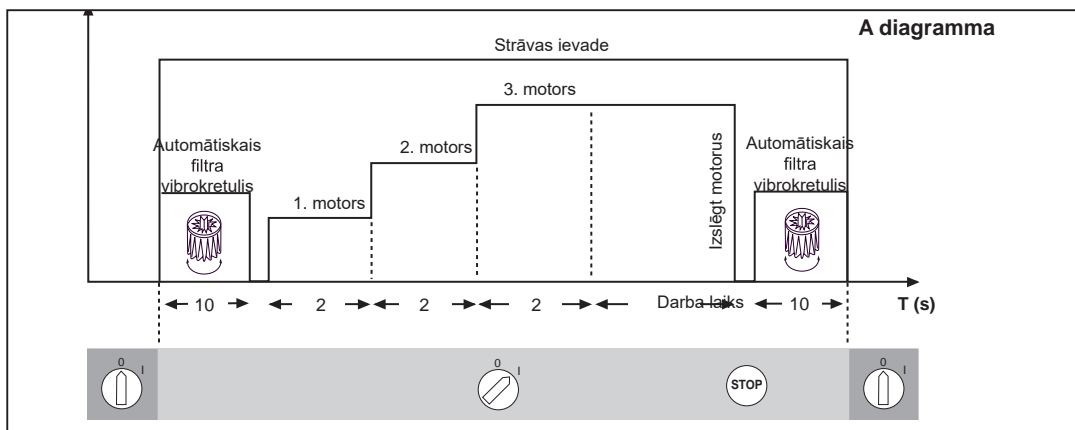 A diagramma
Strāvas ievade
3. motors
Automātiskais
filtra
vibrokretulis
2. motors
1. motors
Izslēgt motorus
Automātiskais
filtra
vibrokretulis
10
2
2
2
Darba laiks
10
T (s)
0
I
0
I
STOP
0
I